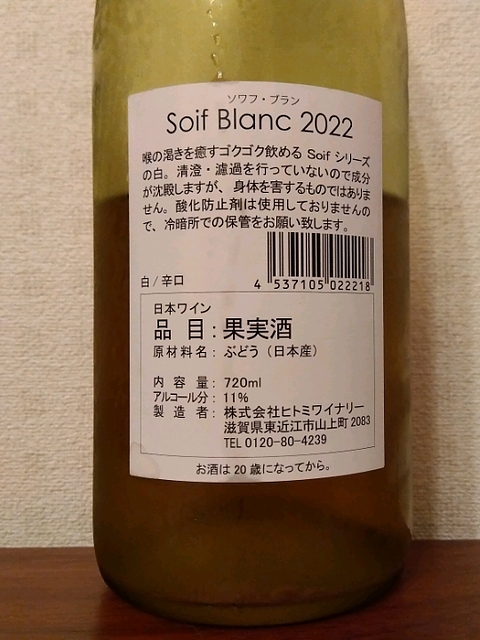 ソワフ・ブラン
Soif Blanc 2022
喉の渇きを癒すゴクゴク飲める Soif シリーズ
の白。清澄・濾過を行っていないので成分
が沈殿しますが、身体を害するものではありま
せん。酸化防止剤は使用しておりませんの
で、冷暗所での保管をお願い致します。
白 / 辛口
4 537105 022218
日本ワイン
品 目 : 果実酒
原材料名 : ぶどう（日本産）
内 容 量 : 720ml
アルコール分 : 11%
製 造 者 : 株式会社ヒトミワイナリー
滋賀県東近江市山上町 2083
TEL 0120-80-4239
お酒は 20 歳になってから。